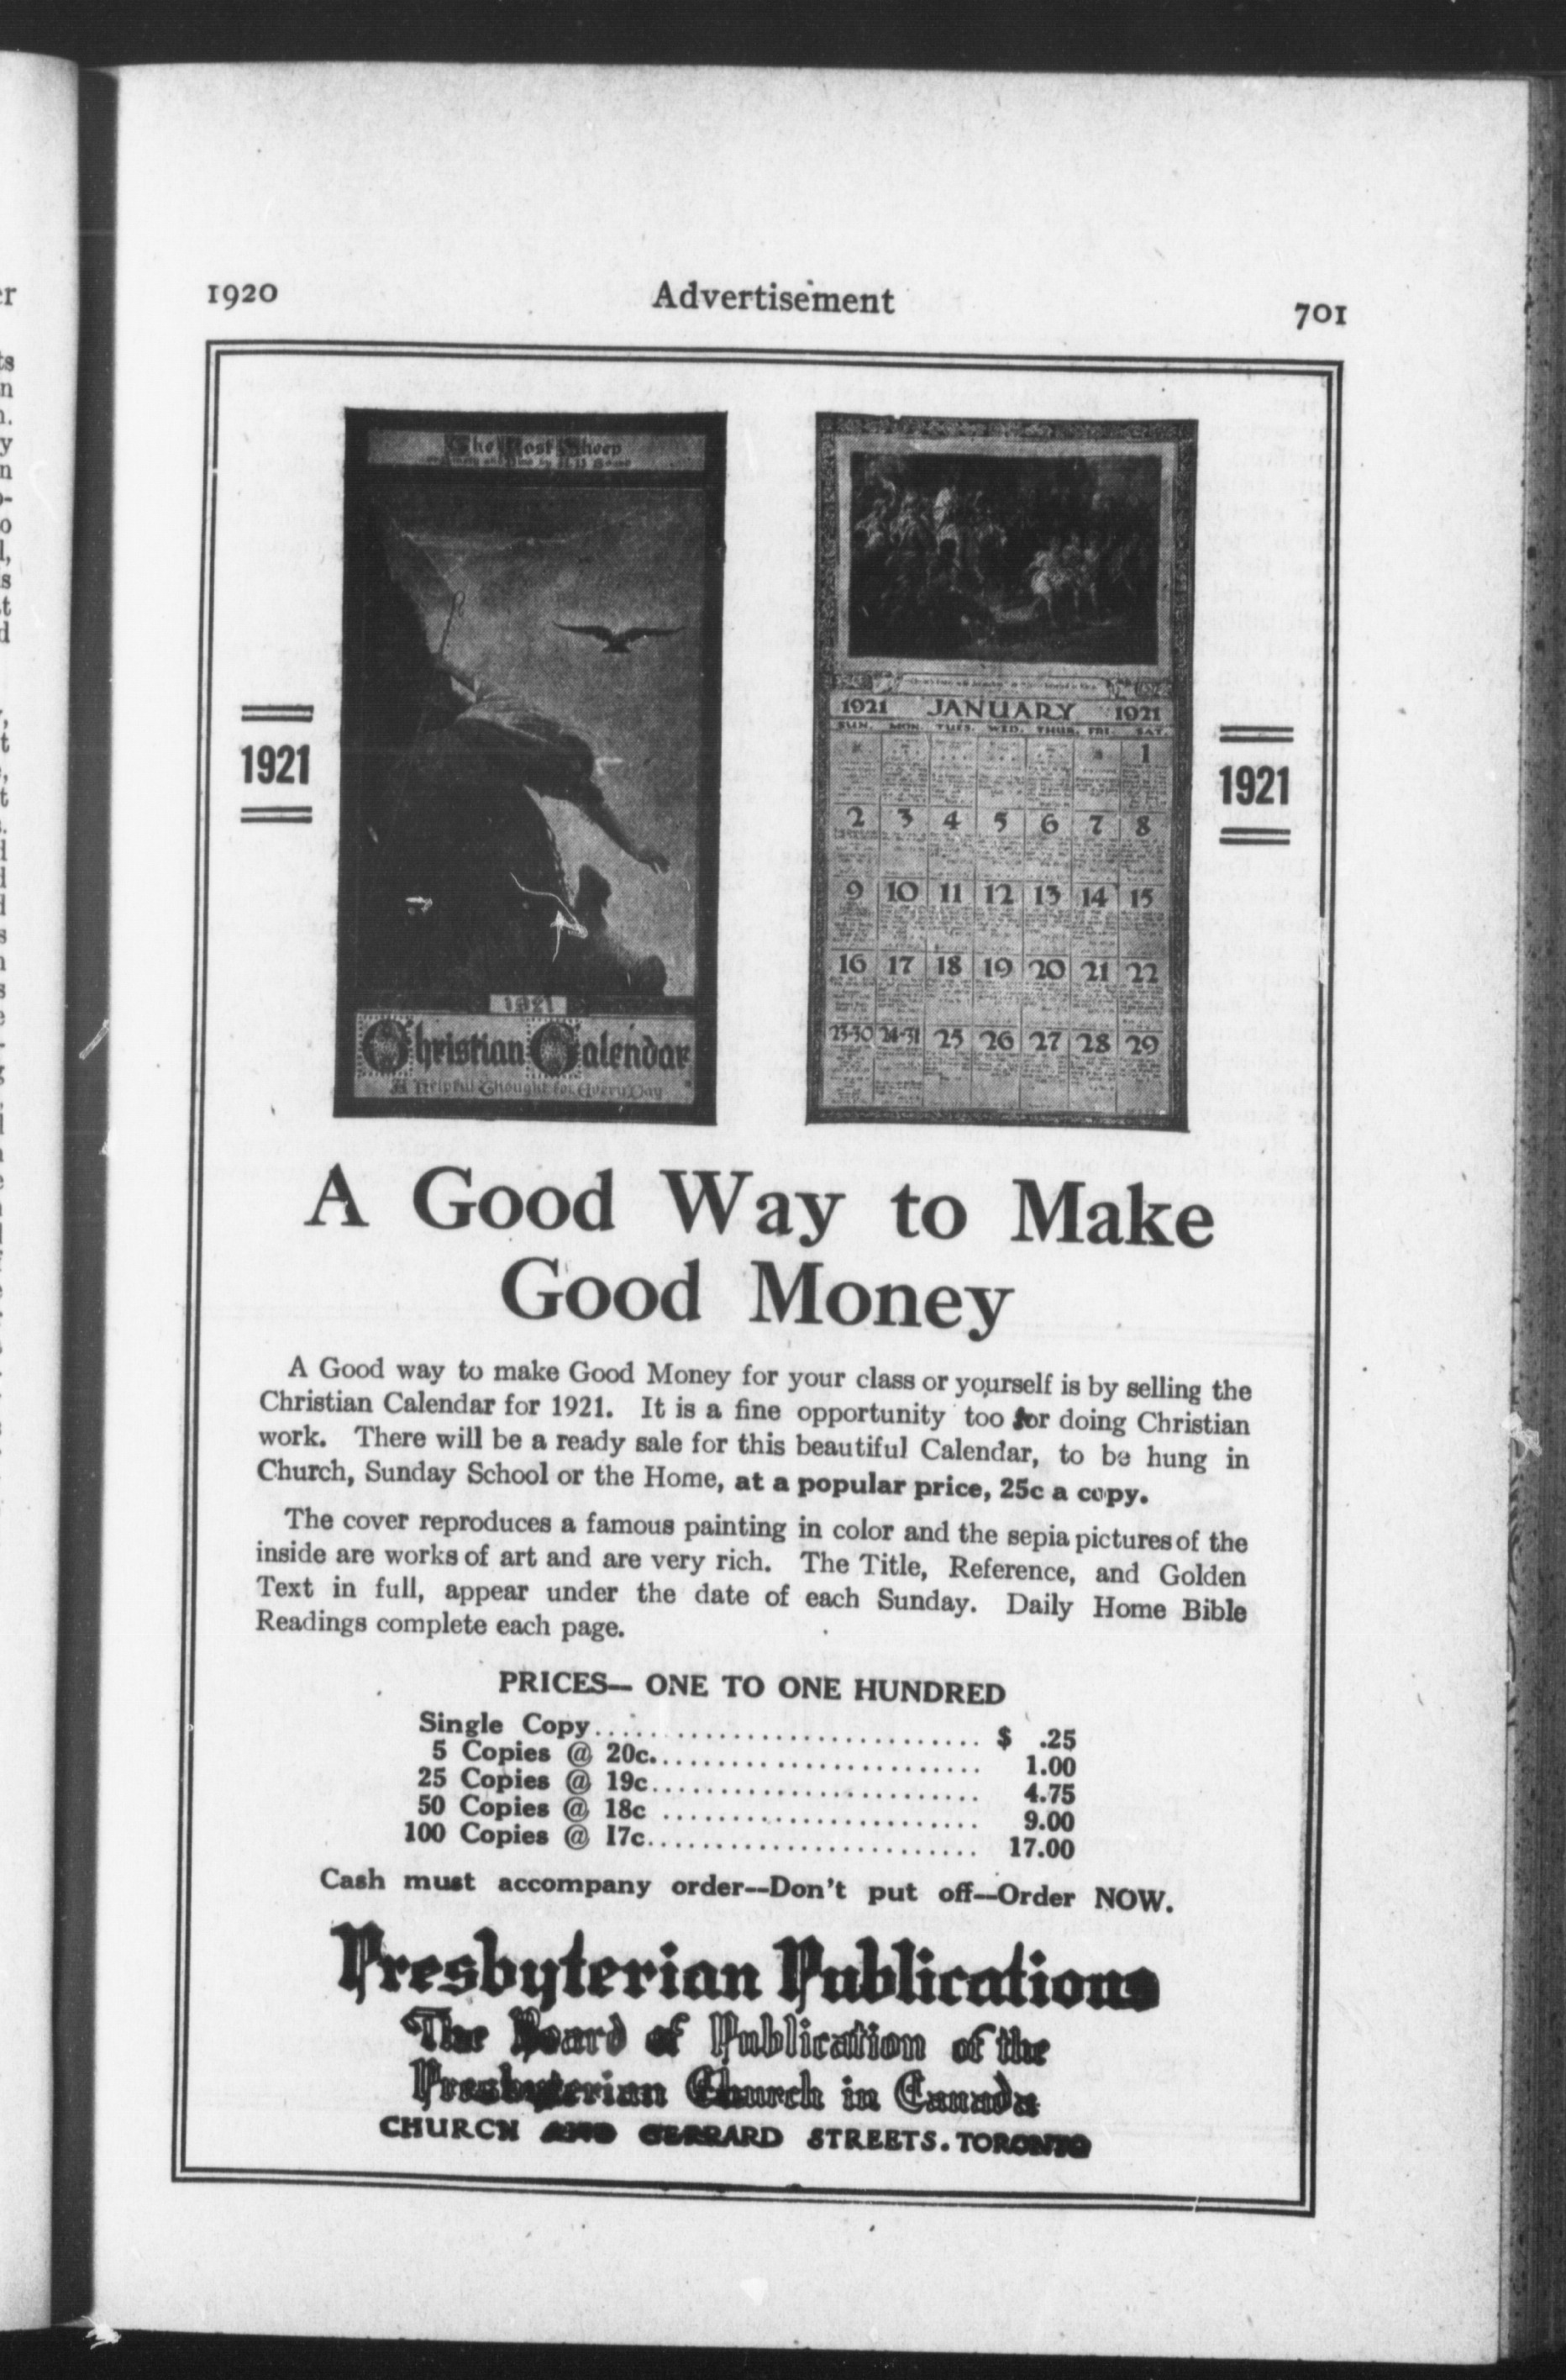 1920 Advertisement 701
The Lost Sheep
1921
Christian Calendar
A Helpful Thought for Every Day
1921 JANUARY 1921
SUN. MON. TUES. WED. THUR. FRI. SAT.
1
2 3 4 5 6 7 8
9 10 11 12 13 14 15
16 17 18 19 20 21 22
23-30 24-31 25 26 27 28 29
1921
1921
A Good Way to Make
Good Money
A Good way to make Good Money for your class or yourself is by selling the
Christian Calendar for 1921. It is a fine opportunity too for doing Christian
work. There will be a ready sale for this beautiful Calendar, to be hung in
Church, Sunday School or the Home, at a popular price, 25c a copy.
The cover reproduces a famous painting in color and the sepia pictures of the
inside are works of art and are very rich. The Title, Reference, and Golden
Text in full, appear under the date of each Sunday. Daily Home Bible
Readings complete each page.
PRICES— ONE TO ONE HUNDRED
Single Copy........................................ $ .25
5 Copies @ 20c................................ 1.00
25 Copies @ 19c................................ 4.75
50 Copies @ 18c ............................... 9.00
100 Copies @ 17c............................... 17.00
Cash must accompany order--Don't put off—Order NOW.
Presbyterian Publications
The Board of Publication of the
Presbyterian Church in Canada
CHURCH AND GERRARD STREETS. TORONTO